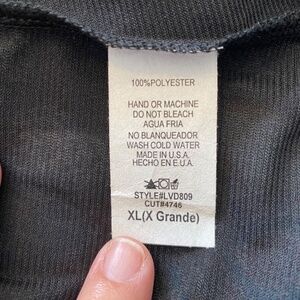 100%POLYESTER
HAND OR MACHINE
DO NOT BLEACH
AGUA FRIA
NO BLANQUEADOR
WASH COLD WATER
MADE IN U.S.A.
HECHO EN E.U.A.
STYLE#LVD809
CUT#4746
XL(X Grande)